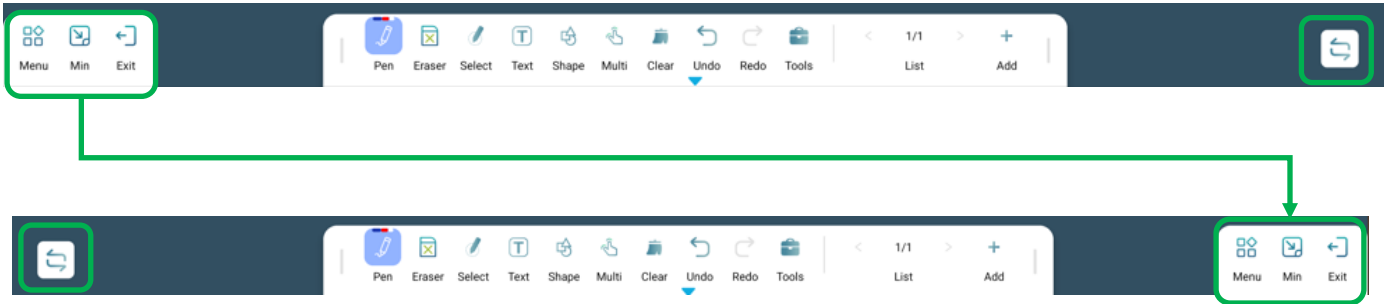 1/1
Menu Min Exit Pen Eraser Select Text Shape Multi Clear Undo Redo Tools List Add
1/1
Pen Eraser Select Text Shape Multi Clear Undo Redo Tools List Add Menu Min Exit